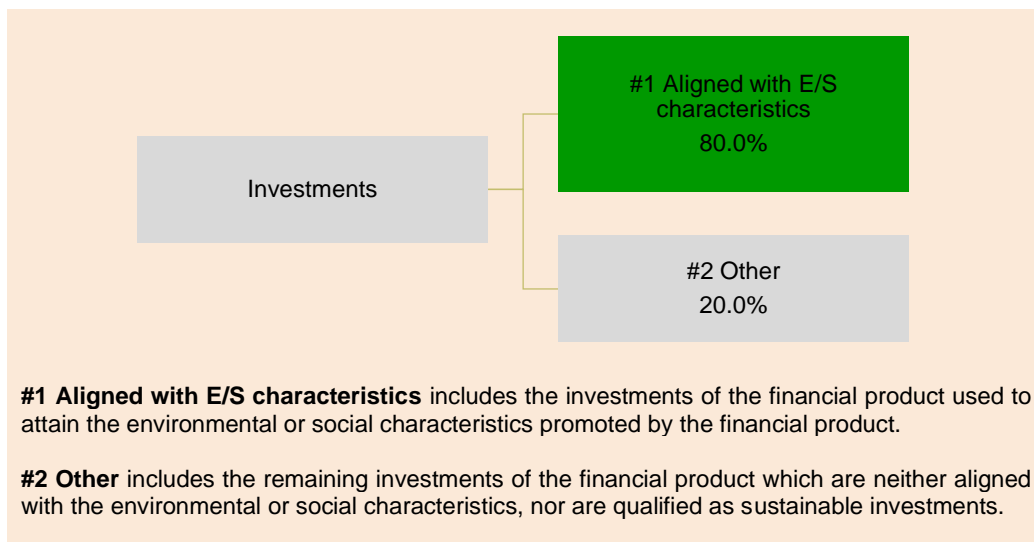 #1 Aligned with E/S
characteristics
80.0%
Investments
#2 Other
20.0%
#1 Aligned with E/S characteristics includes the investments of the financial product used to
attain the environmental or social characteristics promoted by the financial product.
#2 Other includes the remaining investments of the financial product which are neither aligned
with the environmental or social characteristics, nor are qualified as sustainable investments.